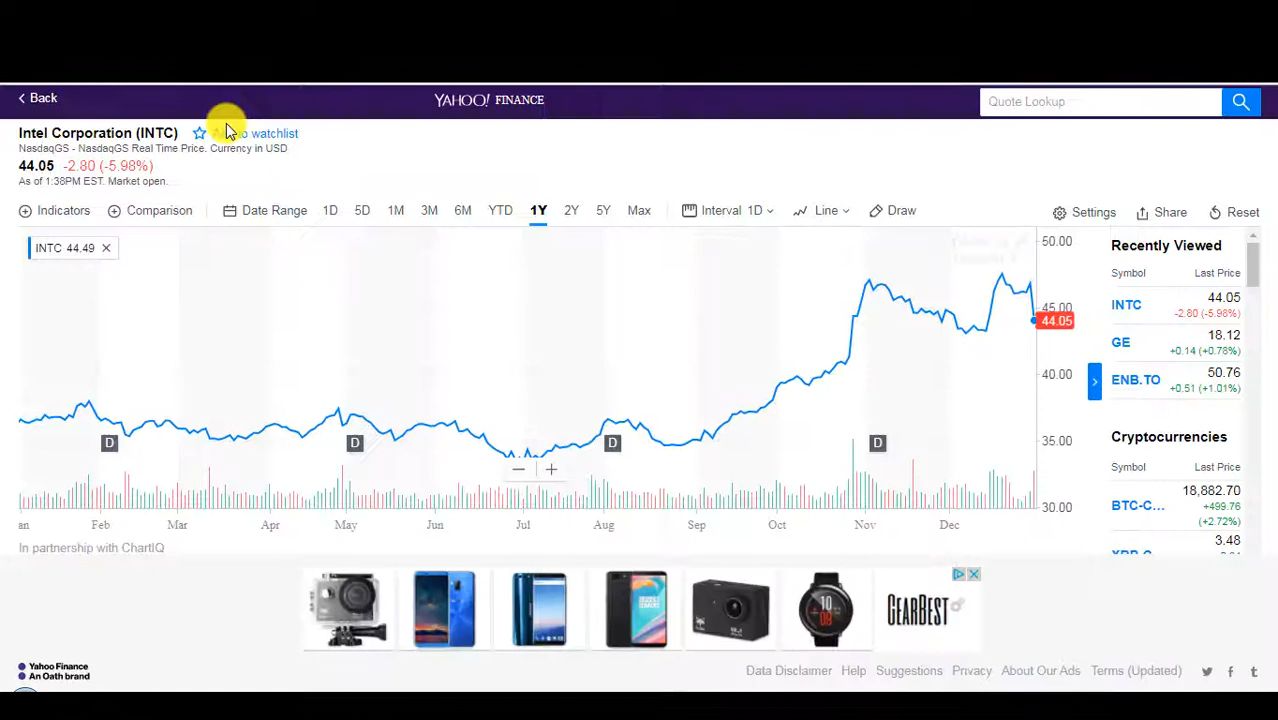 Back
YAHOO! FINANCE
Quote Lookup
Intel Corporation (INTC)
to watchlist
NasdaqGS - NasdaqGS Real Time Price. Currency in USD
44.05 -2.80 (-5.98%)
As of 1:38PM EST. Market open.
Indicators Comparison Date Range 1D 5D 1M 3M 6M YTD 1Y 2Y 5Y Max Interval 1D Line Draw
Settings Share Reset
INTC 44.49
50.00
45.00
44.05
40.00
35.00
30.00
D D D D
an Feb Mar Apr May Jun Jul Aug Sep Oct Nov Dec
In partnership with ChartIQ
Recently Viewed
Symbol Last Price
INTC 44.05
-2.80 (-5.98%)
GE 18.12
+0.14 (+0.78%)
ENB.TO 50.76
+0.51 (+1.01%)
Cryptocurrencies
Symbol Last Price
BTC-C... 18,882.70
+499.76
(+2.72%)
3.48
GEARBEST
Yahoo Finance
An Oath brand
Data Disclaimer Help Suggestions Privacy About Our Ads Terms (Updated)